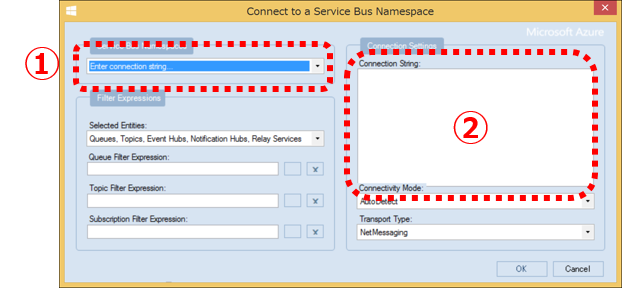 Connect to a Service Bus Namespace
Microsoft Azure
①
Enter connection string...
Filter Expressions
Selected Entities:
Queues, Topics, Event Hubs, Notification Hubs, Relay Services
Queue Filter Expression:
Topic Filter Expression:
Subscription Filter Expression:
Connection Settings
Connection String:
②
Connectivity Mode:
AutoDetect
Transport Type:
NetMessaging
OK
Cancel